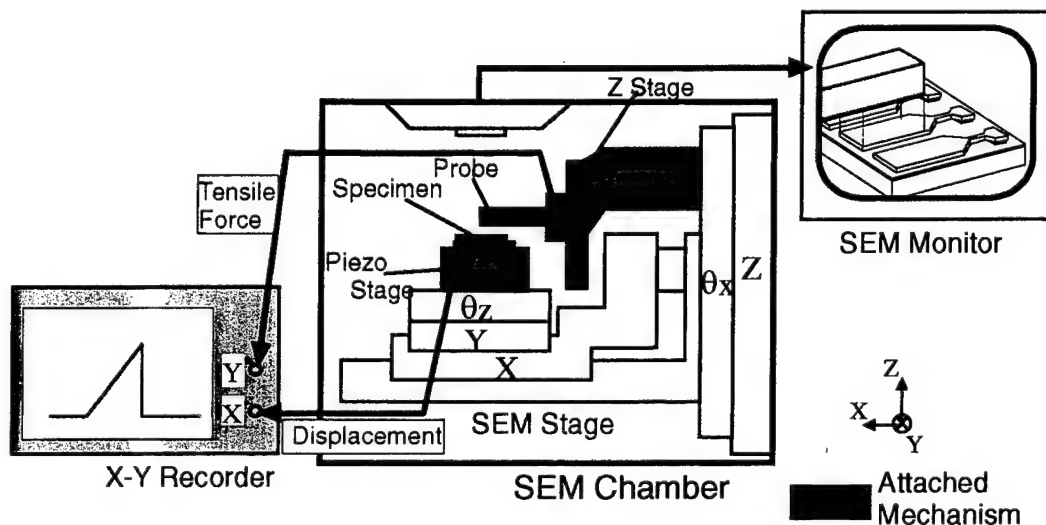 Z Stage
Probe
Specimen
Tensile
Force
Piezo
Stage
θz
Y
X
θx
Z
SEM Stage
SEM Monitor
Y
X
Displacement
X-Y Recorder
SEM Chamber
Z
X
Y
Attached
Mechanism